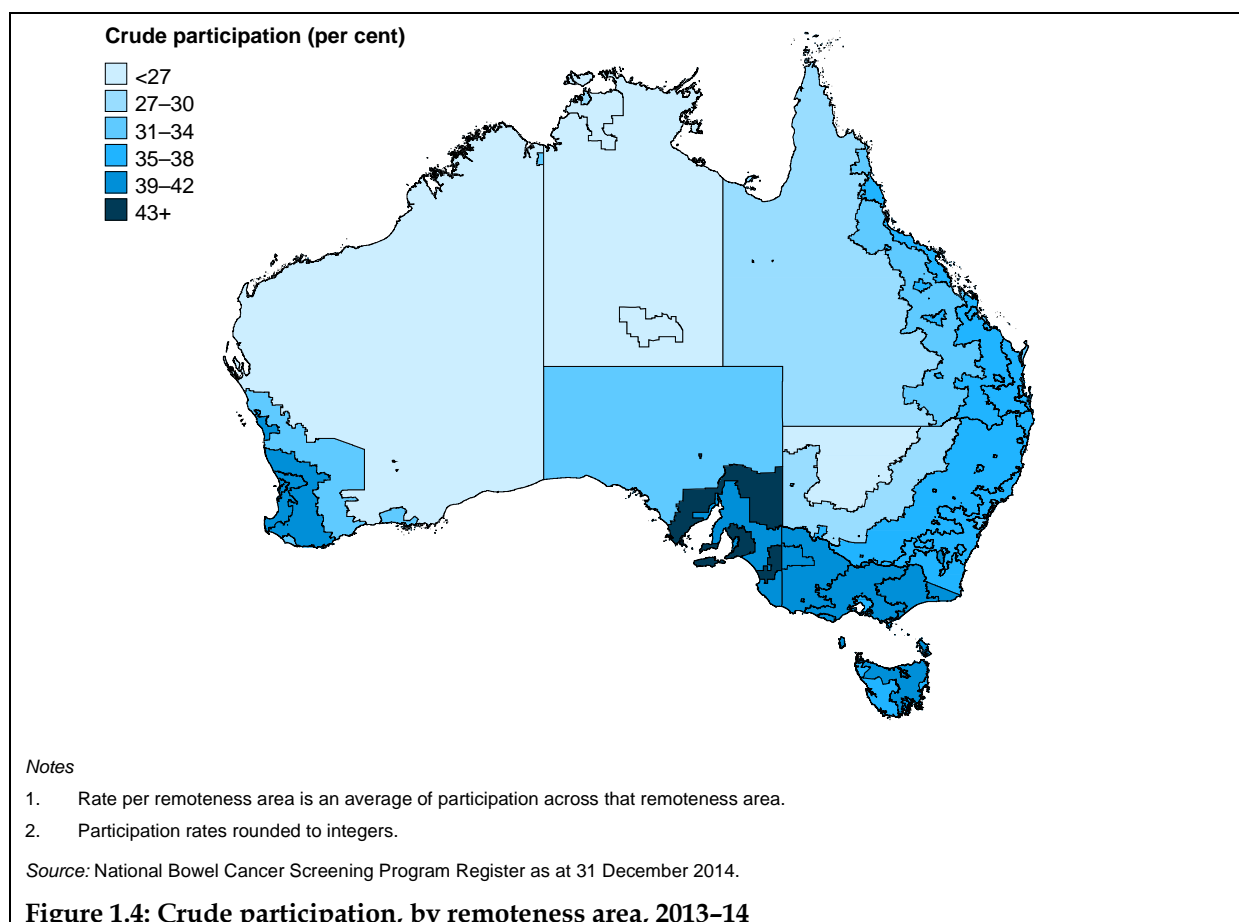 Crude participation (per cent)
<27
27–30
31–34
35–38
39–42
43+
Notes
1. Rate per remoteness area is an average of participation across that remoteness area.
2. Participation rates rounded to integers.
Source: National Bowel Cancer Screening Program Register as at 31 December 2014.
Figure 1.4: Crude participation, by remoteness area, 2013–14